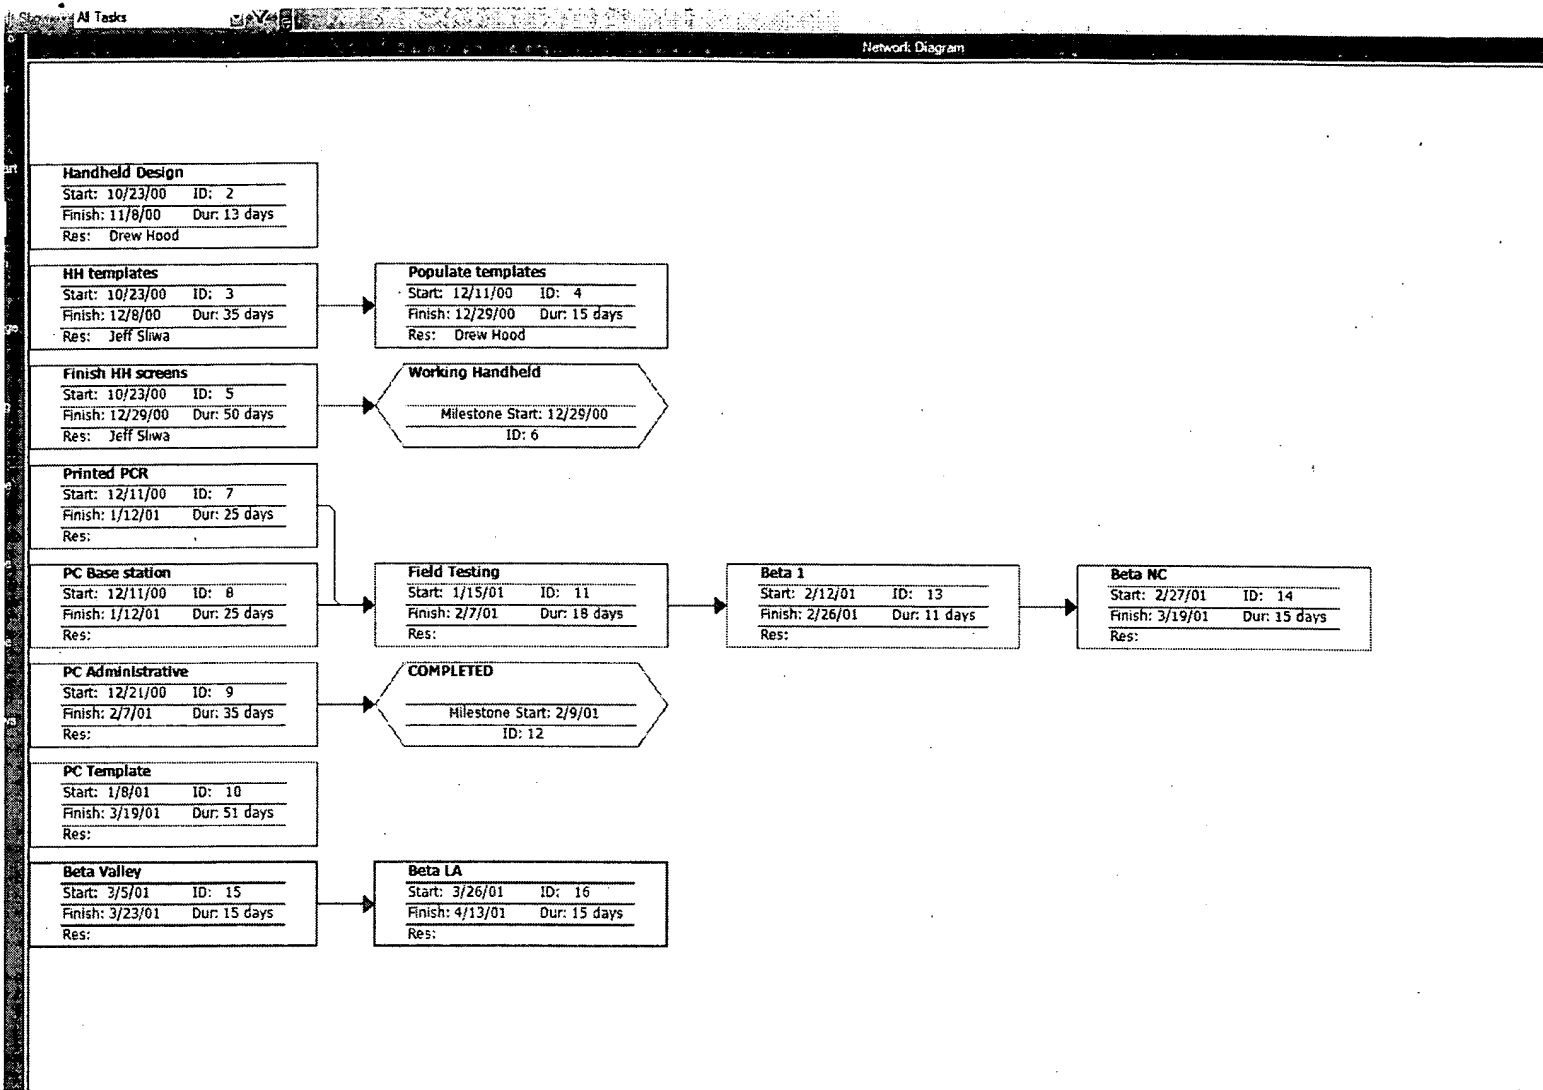 All Tasks
Network Diagram
Handheld Design
Start: 10/23/00 ID: 2
Finish: 11/8/00 Dur: 13 days
Res: Drew Hood
HH templates
Start: 10/23/00 ID: 3
Finish: 12/8/00 Dur: 35 days
Res: Jeff Sliwa
Populate templates
Start: 12/11/00 ID: 4
Finish: 12/29/00 Dur: 15 days
Res: Drew Hood
Finish HH screens
Start: 10/23/00 ID: 5
Finish: 12/29/00 Dur: 50 days
Res: Jeff Sliwa
Working Handheld
Milestone Start: 12/29/00
ID: 6
Printed PCR
Start: 12/11/00 ID: 7
Finish: 1/12/01 Dur: 25 days
Res:
PC Base station
Start: 12/11/00 ID: 8
Finish: 1/12/01 Dur: 25 days
Res:
Field Testing
Start: 1/15/01 ID: 11
Finish: 2/7/01 Dur: 18 days
Res:
Beta 1
Start: 2/12/01 ID: 13
Finish: 2/26/01 Dur: 11 days
Res:
Beta NC
Start: 2/27/01 ID: 14
Finish: 3/19/01 Dur: 15 days
Res:
PC Administrative
Start: 12/21/00 ID: 9
Finish: 2/7/01 Dur: 35 days
Res:
COMPLETED
Milestone Start: 2/9/01
ID: 12
PC Template
Start: 1/8/01 ID: 10
Finish: 3/19/01 Dur: 51 days
Res:
Beta Valley
Start: 3/5/01 ID: 15
Finish: 3/23/01 Dur: 15 days
Res:
Beta LA
Start: 3/26/01 ID: 16
Finish: 4/13/01 Dur: 15 days
Res: